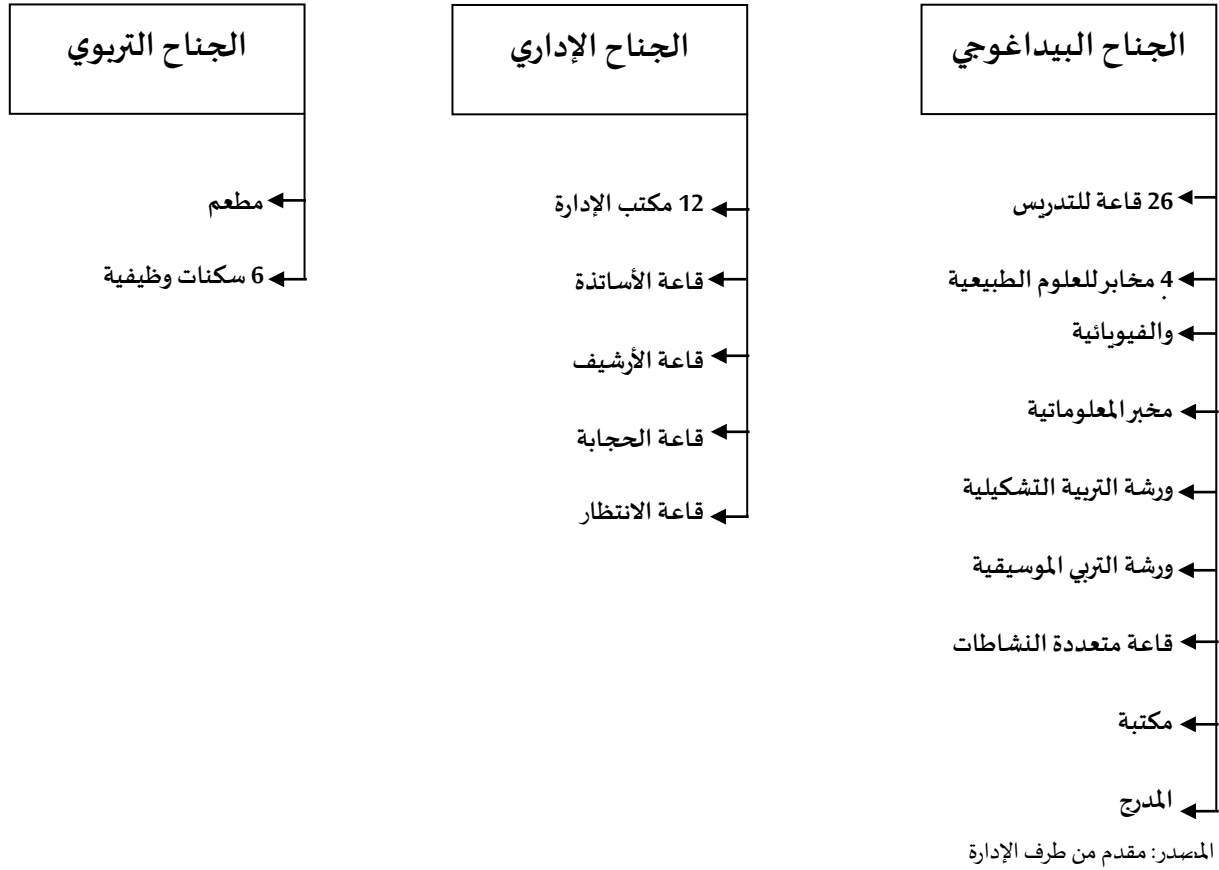 الجناح البيداغوجي
26 قاعة للتدريس
4 مخابر للعلوم الطبيعية
والفيويائية
مخبر المعلوماتية
ورشة التربية التشكيلية
ورشة التربي الموسيقية
قاعة متعددة النشاطات
مكتبة
المدرج
الجناح الإداري
12 مكتب الإدارة
قاعة الأساتذة
قاعة الأرشيف
قاعة الحجابة
قاعة الانتظار
الجناح التربوي
مطعم
6 سكنات وظيفية
المصدر: مقدم من طرف الإدارة